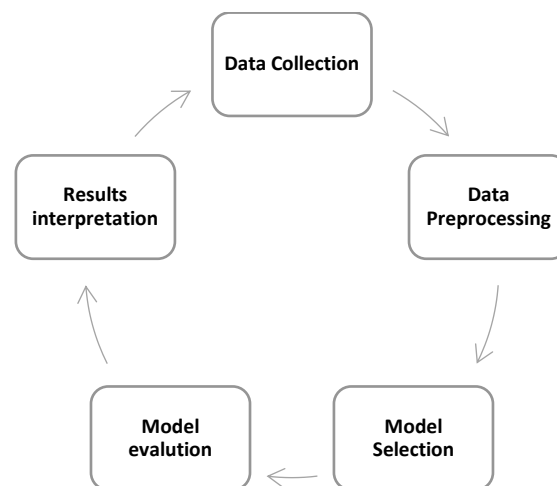 Data Collection
Data
Preprocessing
Model
Selection
Model
evalution
Results
interpretation